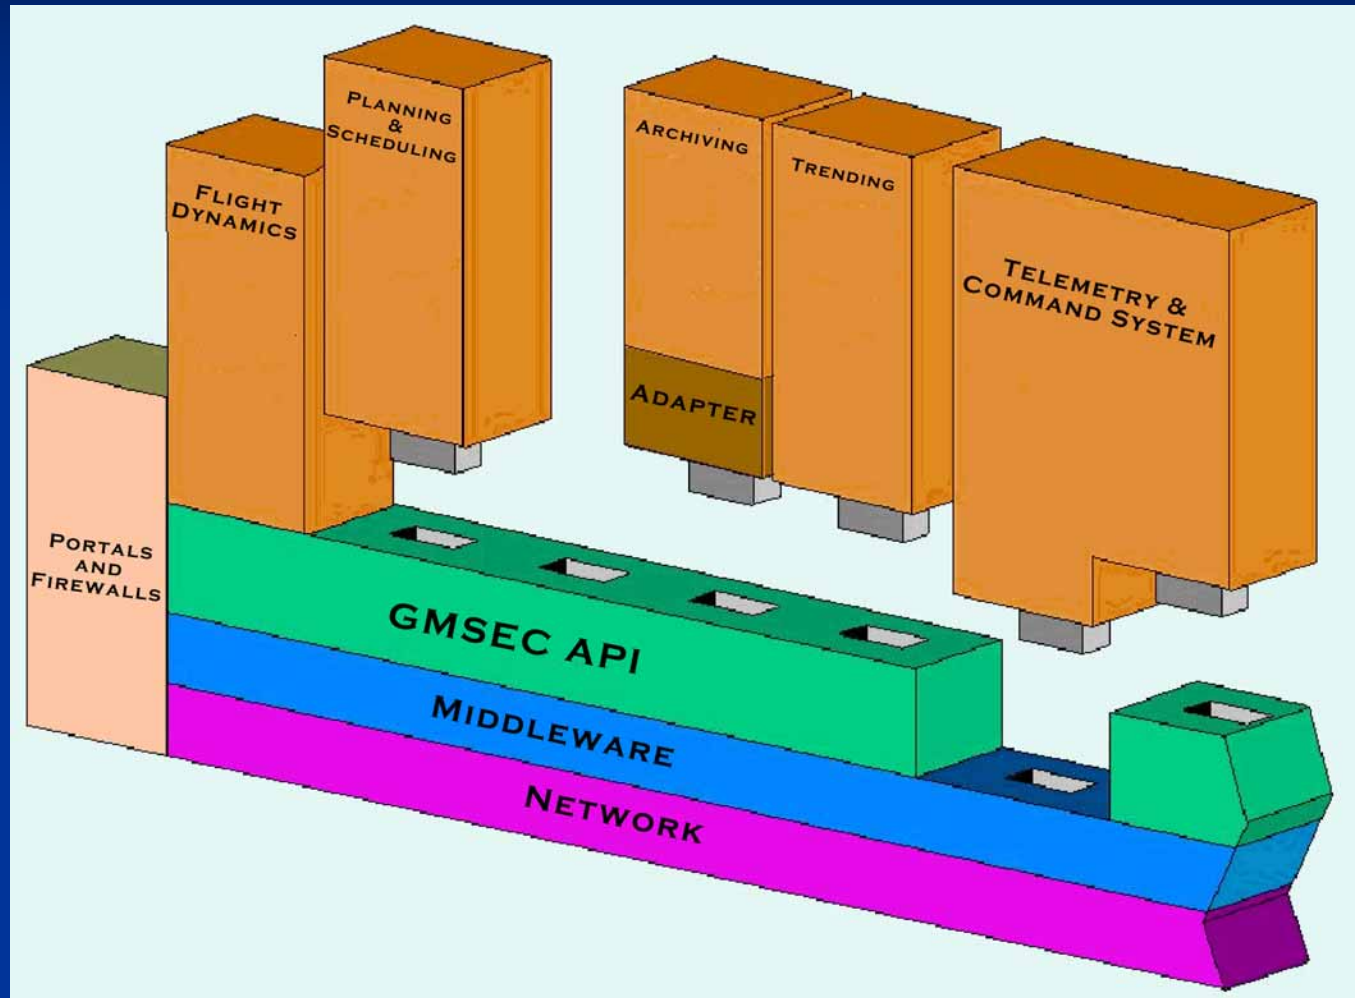 PLANNING
&
SCHEDULING
ARCHIVING
TRENDING
FLIGHT
DYNAMICS
TELEMETRY &
COMMAND SYSTEM
ADAPTER
PORTALS
AND
FIREWALLS
GMSEC API
MIDDLEWARE
NETWORK